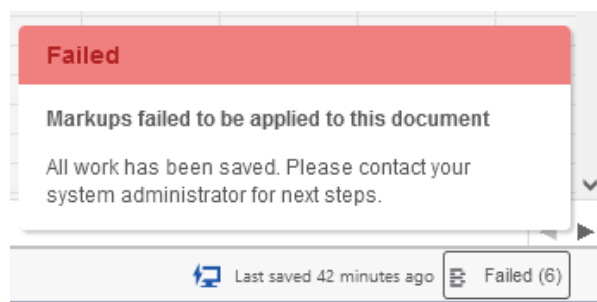 Failed
Markups failed to be applied to this document
All work has been saved. Please contact your
system administrator for next steps.
Last saved 42 minutes ago
Failed (6)